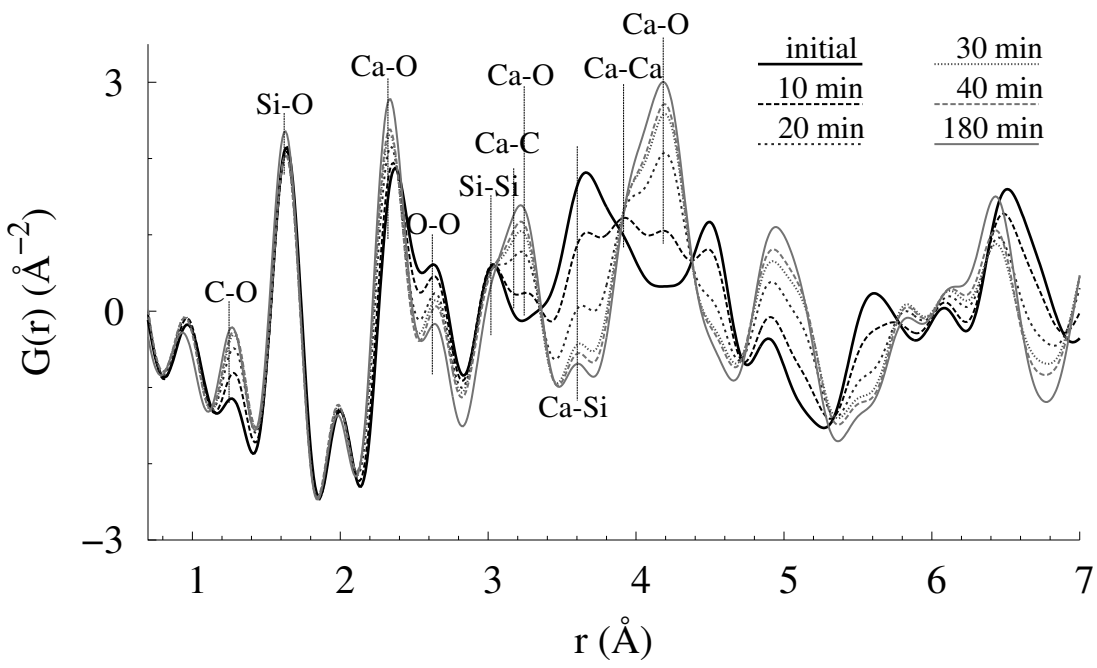 Ca-O
initial
30 min
Ca-O
Ca-O
Ca-Ca
10 min
40 min
3
Si-O
20 min
180 min
Ca-C
Si-Si
O-O
C-O
0
G(r) (Å⁻²)
Ca-Si
−3
1 2 3 4 5 6 7
r (Å)